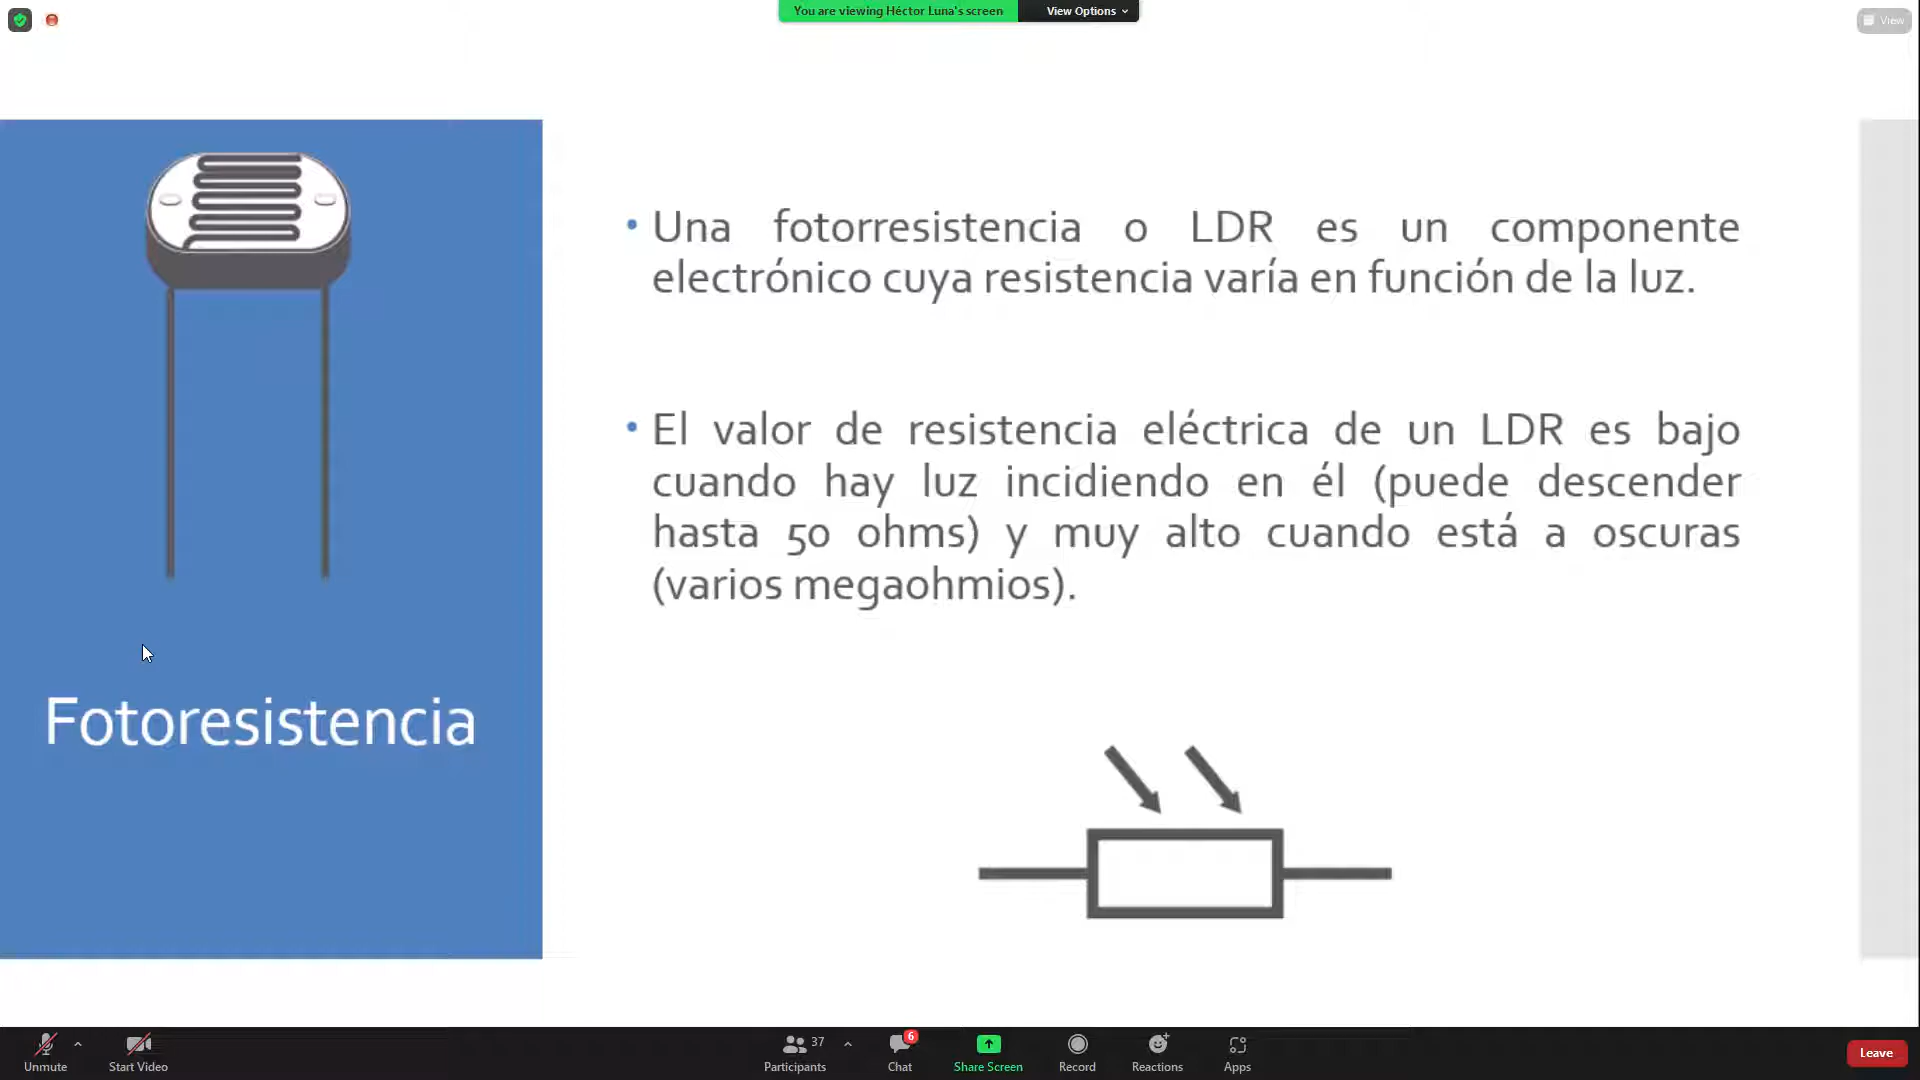 You are viewing Héctor Luna's screen
View Options
View
Una fotorresistencia o LDR es un componente
electrónico cuya resistencia varía en función de la luz.
El valor de resistencia eléctrica de un LDR es bajo
cuando hay luz incidiendo en él (puede descender
hasta 50 ohms) y muy alto cuando está a oscuras
(varios megaohmios).
Fotoresistencia
Unmute
Start Video
37
Participants
6
Chat
Share Screen
Record
Reactions
Apps
Leave